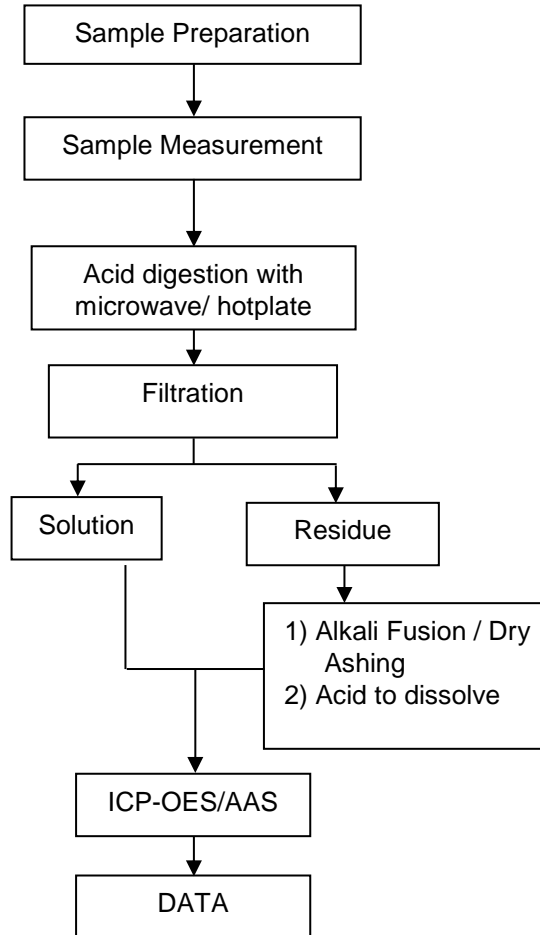 Sample Preparation
Sample Measurement
Acid digestion with
microwave/ hotplate
Filtration
Solution
Residue
1) Alkali Fusion / Dry
Ashing
2) Acid to dissolve
ICP-OES/AAS
DATA